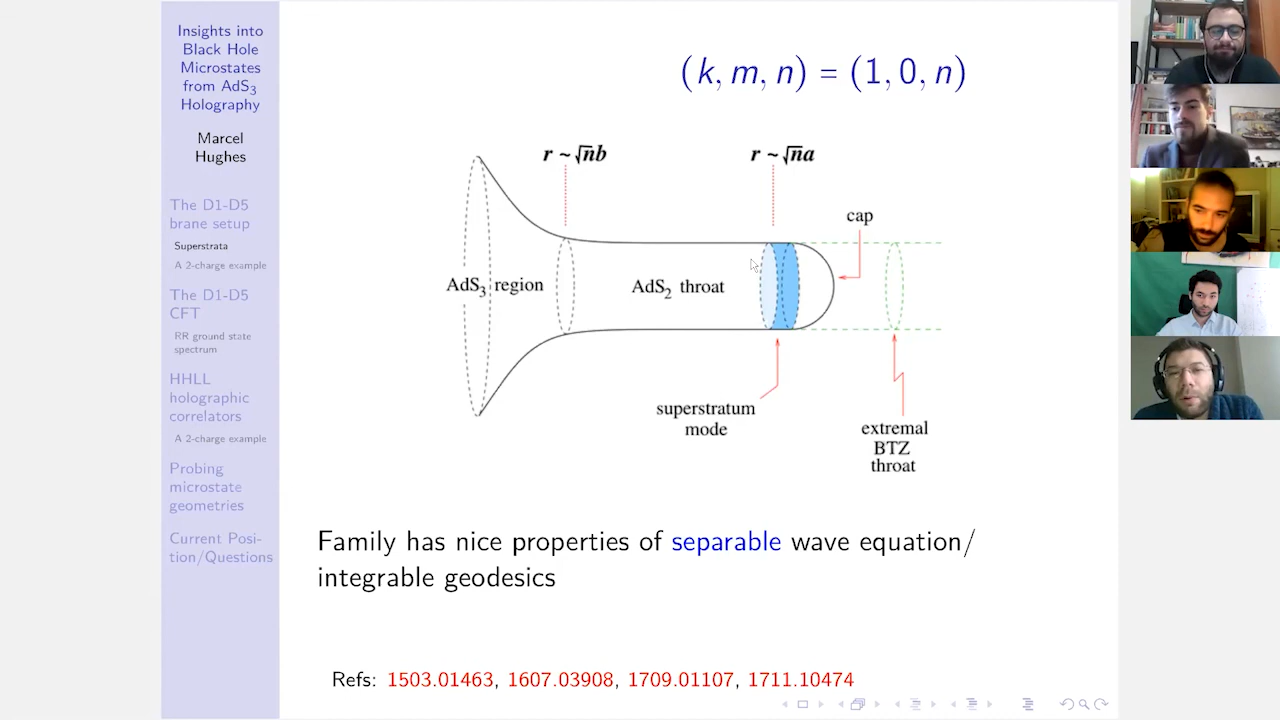 Insights into
Black Hole
Microstates
from AdS₃
Holography
Marcel
Hughes
The D1-D5
brane setup
Superstrata
A 2-charge example
The D1-D5
CFT
RR ground state
spectrum
HHLL
holographic
correlators
A 2-charge example
Probing
microstate
geometries
Current Posi-
tion/Questions
(k, m, n) = (1, 0, n)
r ~ √nb
r ~ √na
cap
AdS₃ region
AdS₂ throat
superstratum
mode
extremal
BTZ
throat
Family has nice properties of separable wave equation/
integrable geodesics
Refs: 1503.01463, 1607.03908, 1709.01107, 1711.10474